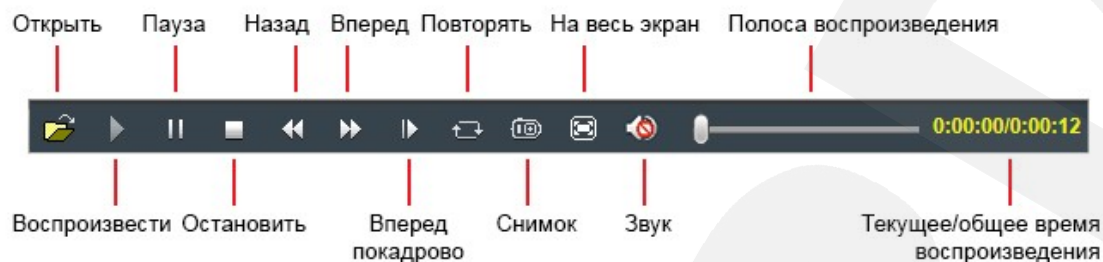 Открыть Пауза Назад Вперед Повторять На весь экран Полоса воспроизведения
0:00:00/0:00:12
Воспроизвести Остановить Вперед покадрово Снимок Звук Текущее/общее время воспроизведения